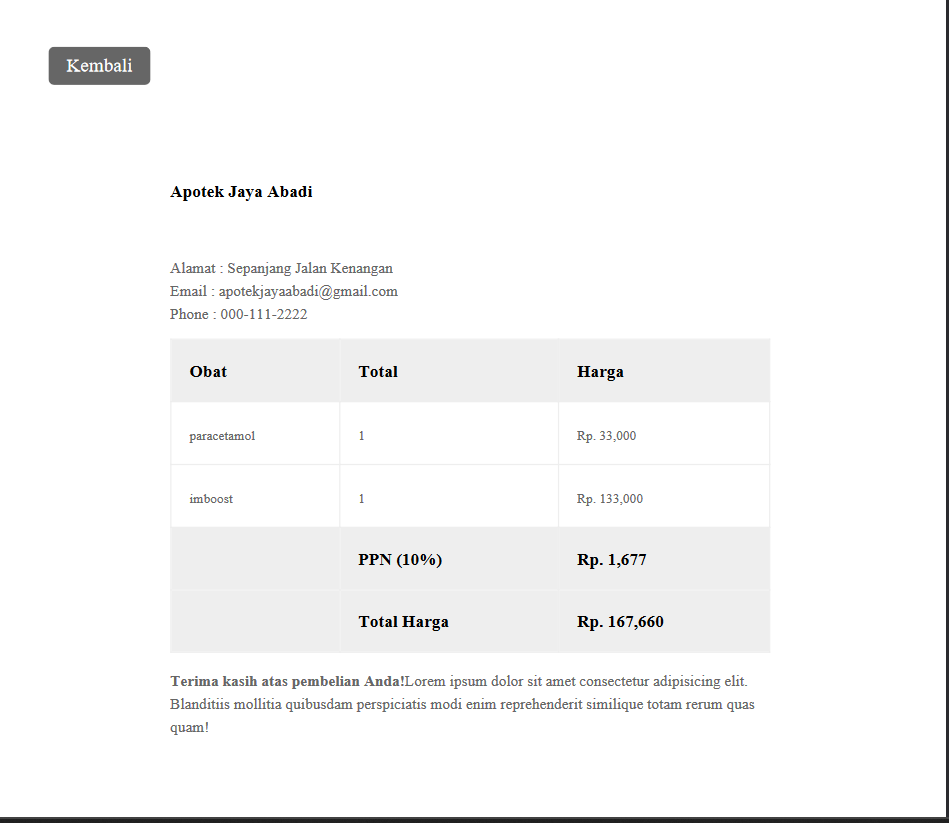 Kembali
Apotek Jaya Abadi
Alamat : Sepanjang Jalan Kenangan
Email : apotekjayaabadi@gmail.com
Phone : 000-111-2222
Obat Total Harga
paracetamol 1 Rp. 33,000
imboost 1 Rp. 133,000
PPN (10%) Rp. 1,677
Total Harga Rp. 167,660
Terima kasih atas pembelian Anda!Lorem ipsum dolor sit amet consectetur adipisicing elit.
Blanditiis mollitia quibusdam perspiciatis modi enim reprehenderit similique totam rerum quas
quam!